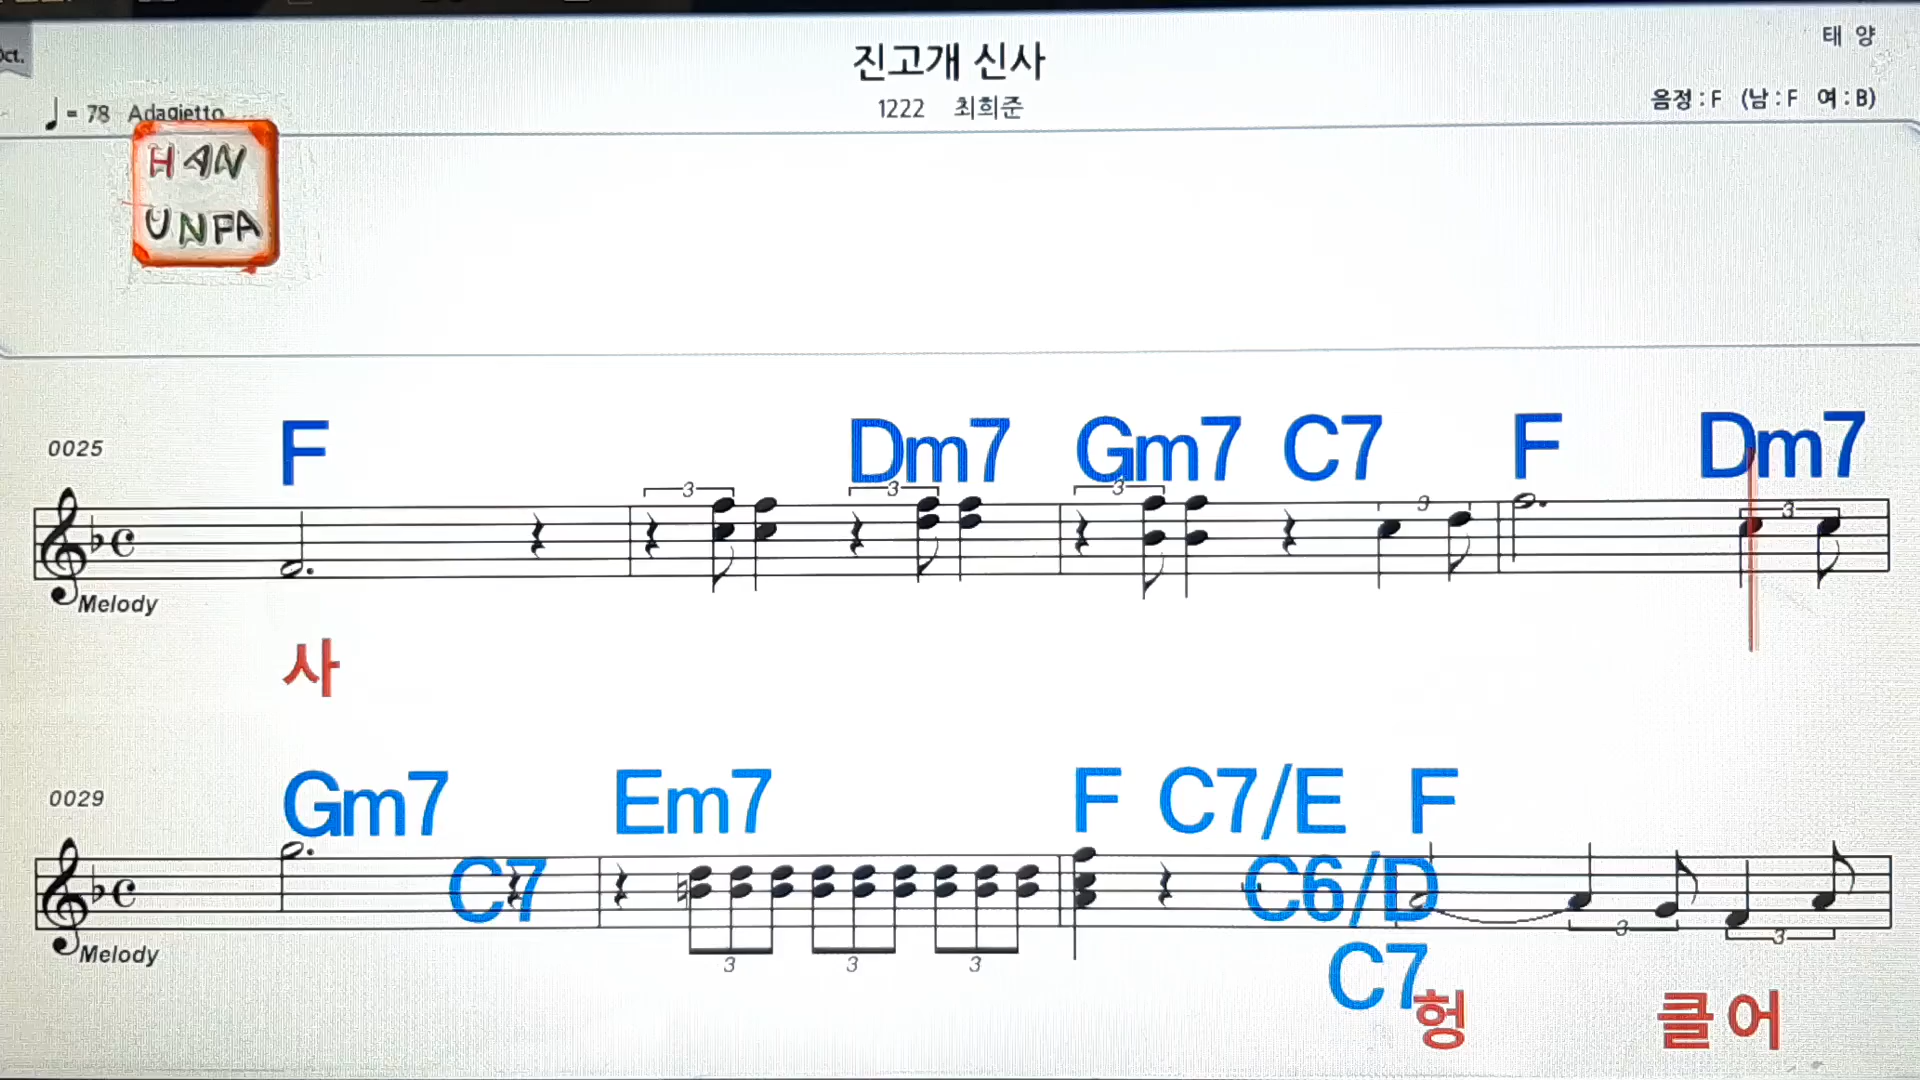 Oct.
태 양
진고개 신사
♩= 78 Adagietto
1222 최희준
음정 : F (남 : F 여 : B)
HAN
UNFA
0025
F Dm7 Gm7 C7 F Dm7
3 3 3 3 3
Melody
사
0029
Gm7 Em7 F C7/E F
C7 C6/D
Melody
3 3 3 3 3
C7
헝 클 어